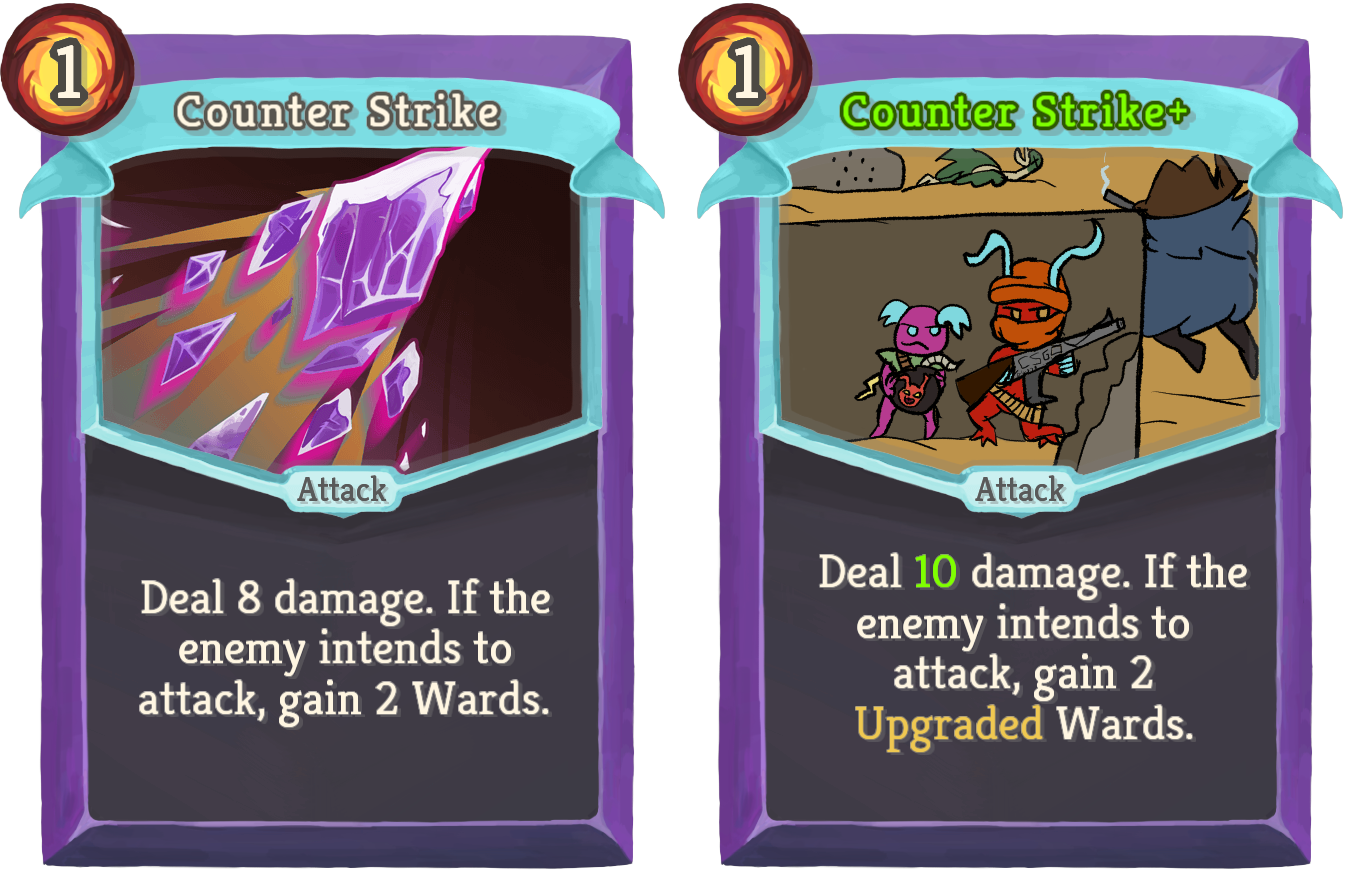 1
Counter Strike
Attack
Deal 8 damage. If the
enemy intends to
attack, gain 2 Wards.
1
Counter Strike+
CSGO
Attack
Deal 10 damage. If the
enemy intends to
attack, gain 2
Upgraded Wards.